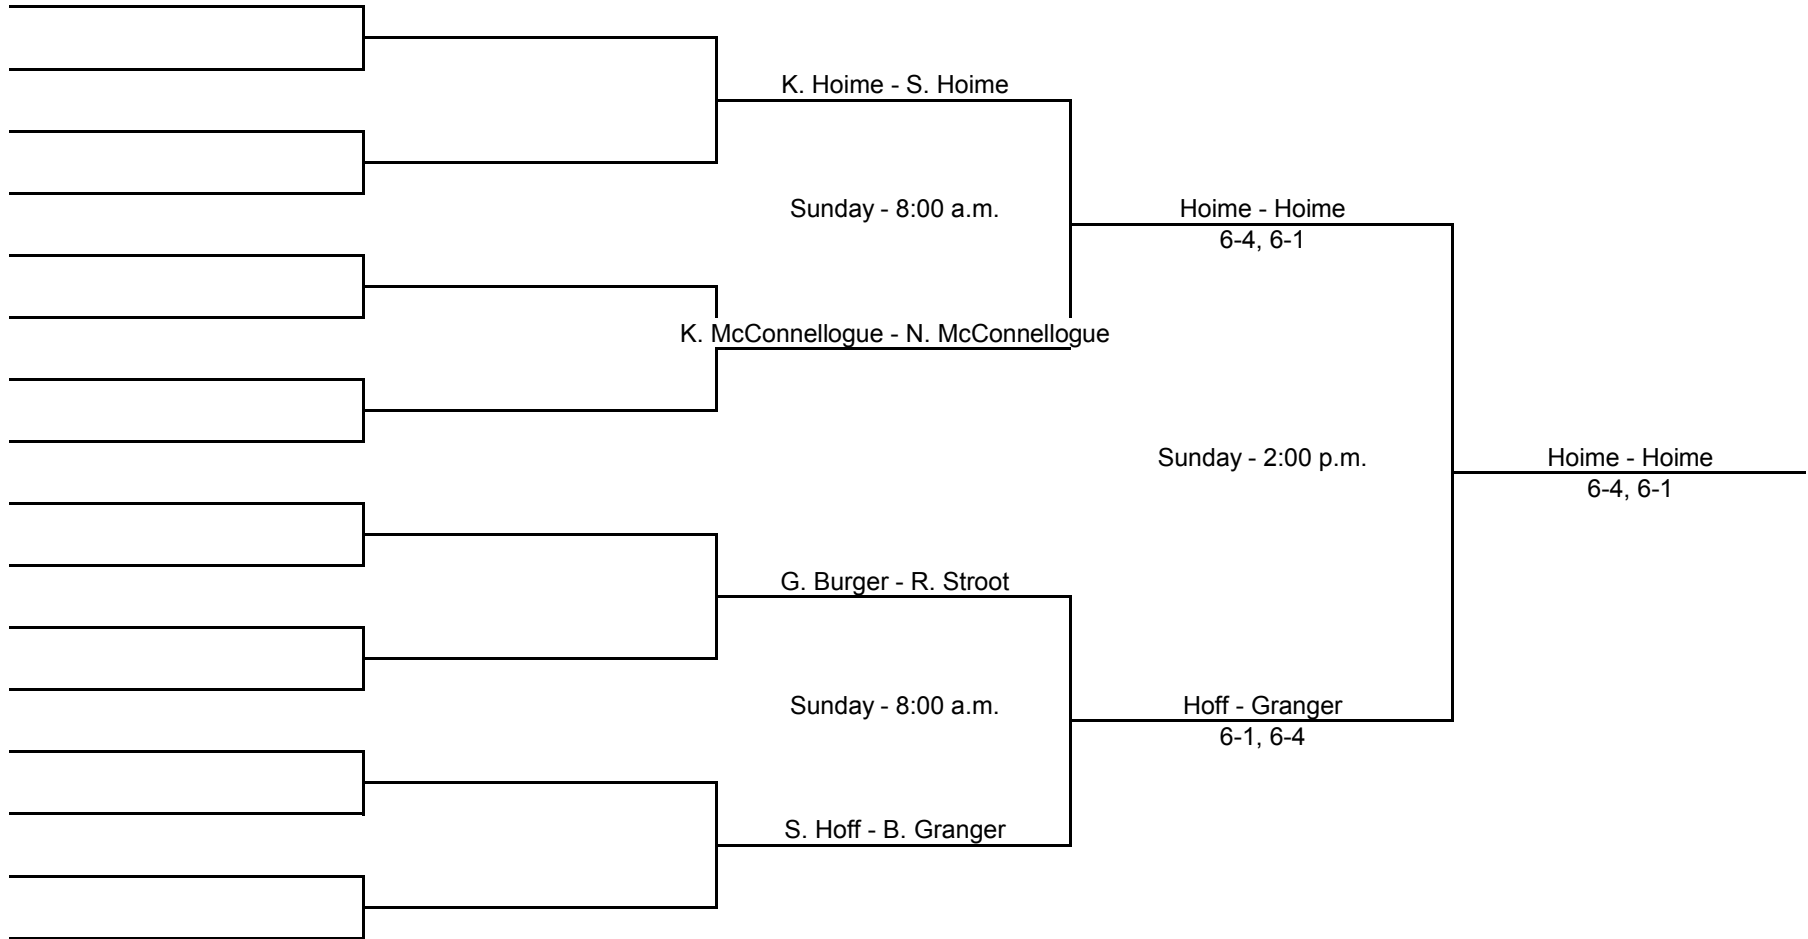 K. Hoime - S. Hoime
Sunday - 8:00 a.m.
Hoime - Hoime
6-4, 6-1
K. McConnellogue - N. McConnellogue
Sunday - 2:00 p.m.
Hoime - Hoime
6-4, 6-1
G. Burger - R. Stroot
Sunday - 8:00 a.m.
Hoff - Granger
6-1, 6-4
S. Hoff - B. Granger